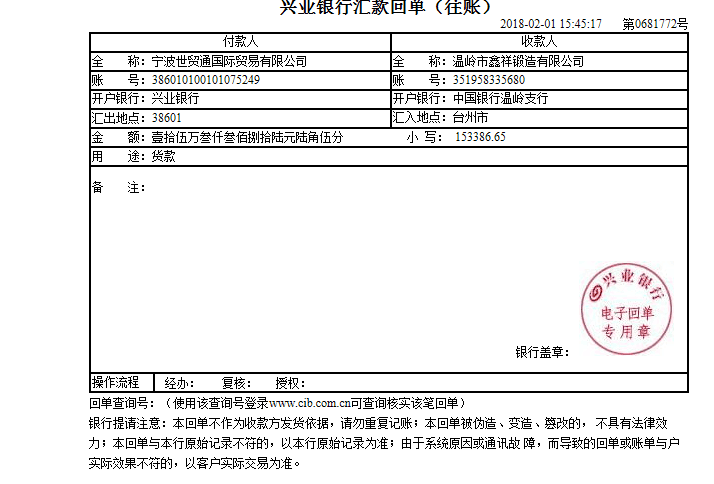 兴业银行汇款回单（往账）
2018-02-01 15:45:17 第0681772号
付款人 收款人
全 称：宁波世贸通国际贸易有限公司 全 称：温岭市鑫祥锻造有限公司
账 号：386010100101075249 账 号：351958335680
开户银行：兴业银行 开户银行：中国银行温岭支行
汇出地点：38601 汇入地点：台州市
金 额：壹拾伍万叁仟叁佰捌拾陆元陆角伍分 小 写： 153386.65
用 途：货款
备 注：
兴业银行
电子回单
专用章
银行盖章：
操作流程 经办： 复核： 授权：
回单查询号：（使用该查询号登录www.cib.com.cn可查询核实该笔回单）
银行提请注意：本回单不作为收款方发货依据，请勿重复记账；本回单被伪造、变造、篡改的， 不具有法律效
力；本回单与本行原始记录不符的，以本行原始记录为准；由于系统原因或通讯故 障，而导致的回单或账单与户
实际效果不符的，以客户实际交易为准。